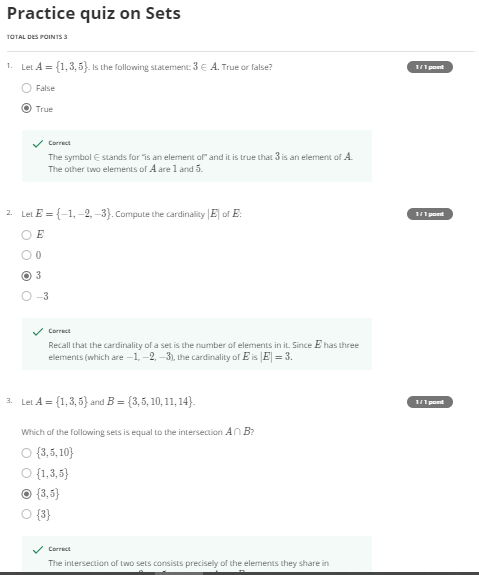 Practice quiz on Sets
TOTAL DES POINTS 3
1. Let A = {1, 3, 5}. Is the following statement: 3 ∈ A. True or false?
1 / 1 point
False
True
Correct
The symbol ∈ stands for "is an element of" and it is true that 3 is an element of A.
The other two elements of A are 1 and 5.
2. Let E = {−1, −2, −3}. Compute the cardinality |E| of E:
1 / 1 point
E
0
3
−3
Correct
Recall that the cardinality of a set is the number of elements in it. Since E has three
elements (which are −1, −2, −3), the cardinality of E is |E| = 3.
3. Let A = {1, 3, 5} and B = {3, 5, 10, 11, 14}.
1 / 1 point
Which of the following sets is equal to the intersection A ∩ B?
{3, 5, 10}
{1, 3, 5}
{3, 5}
{3}
Correct
The intersection of two sets consists precisely of the elements they share in